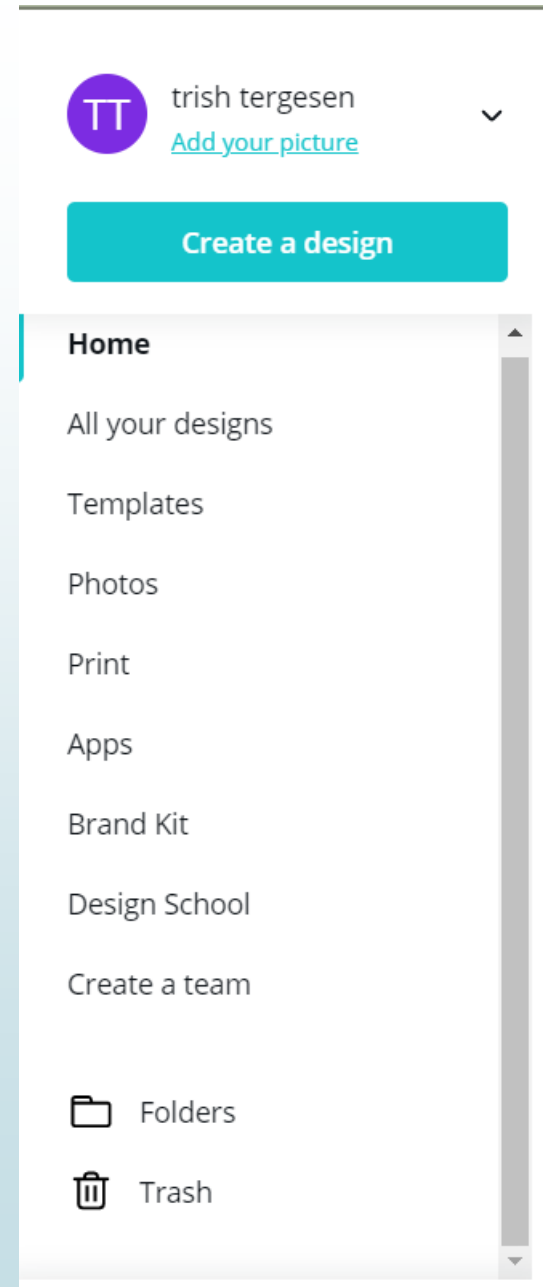 TT
trish tergesen
Add your picture
Create a design
Home
All your designs
Templates
Photos
Print
Apps
Brand Kit
Design School
Create a team
Folders
Trash